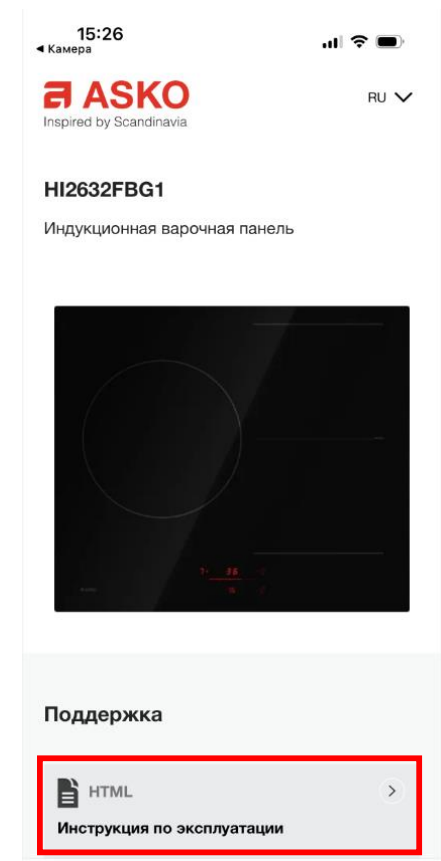 15:26
◀ Камера
ASKO
RU
Inspired by Scandinavia
HI2632FBG1
Индукционная варочная панель
Поддержка
HTML
Инструкция по эксплуатации